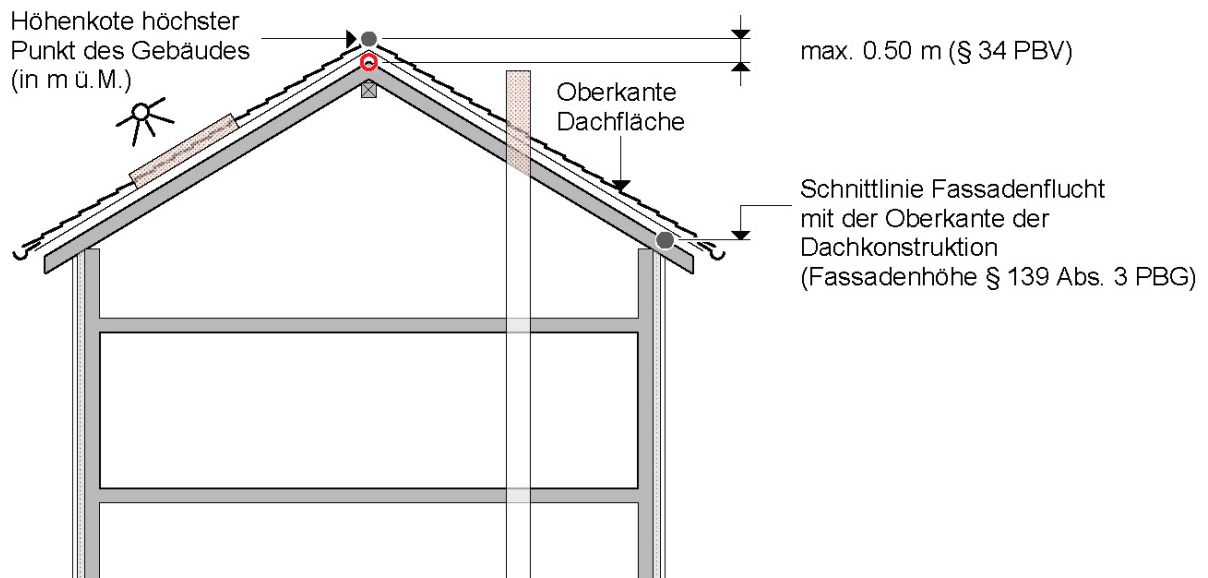 Höhenkote höchster
Punkt des Gebäudes
(in m ü.M.)
max. 0.50 m (§ 34 PBV)
Oberkante
Dachfläche
Schnittlinie Fassadenflucht
mit der Oberkante der
Dachkonstruktion
(Fassadenhöhe § 139 Abs. 3 PBG)